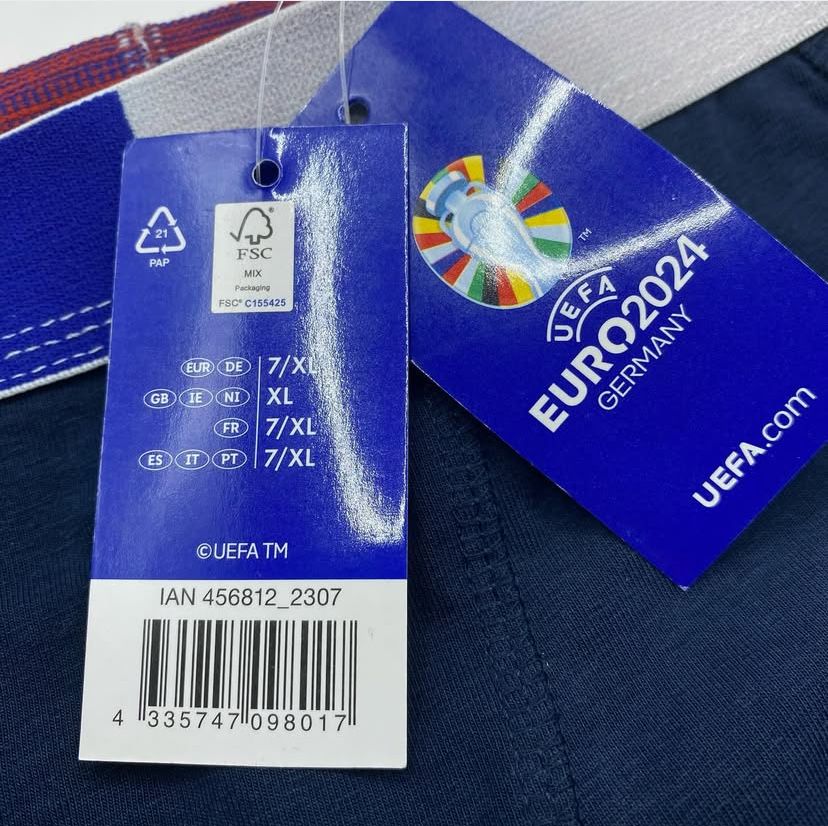 21
PAP
FSC®
MIX
Packaging
FSC® C155425
EUR DE 7/XL
GB IE NI XL
FR 7/XL
ES IT PT 7/XL
©UEFA TM
IAN 456812_2307
4 335747 098017
TM
UEFA
EURO2024
GERMANY
UEFA.com